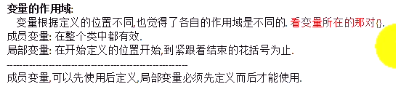 变量的作用域:
变量根据定义的位置不同,也觉得了各自的作用域是不同的. 看变量所在的那对{}.
成员变量: 在整个类中都有效.
局部变量: 在开始定义的位置开始,到紧跟着结束的花括号为止.
------------------------------------------------
成员变量,可以先使用后定义,局部变量必须先定义而后才能使用.